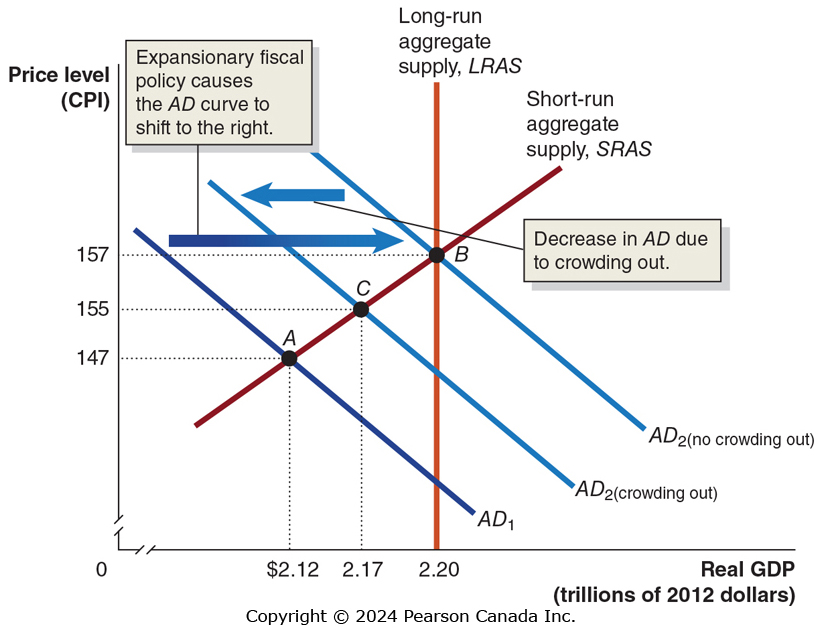 Long-run
aggregate
supply, LRAS
Expansionary fiscal
policy causes
the AD curve to
shift to the right.
Price level
(CPI)
Short-run
aggregate
supply, SRAS
Decrease in AD due
to crowding out.
157
B
C
155
A
147
AD2(no crowding out)
AD2(crowding out)
AD1
0
$2.12
2.17
2.20
Real GDP
(trillions of 2012 dollars)
Copyright © 2024 Pearson Canada Inc.